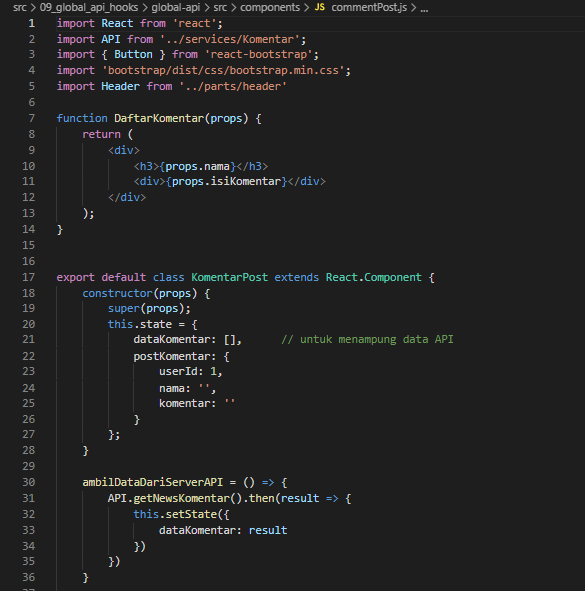 src > 09_global_api_hooks > global-api > src > components > JS commentPost.js > ...
1 import React from 'react';
2 import API from '../services/Komentar';
3 import { Button } from 'react-bootstrap';
4 import 'bootstrap/dist/css/bootstrap.min.css';
5 import Header from '../parts/header'
6
7 function DaftarKomentar(props) {
8     return (
9         <div>
10             <h3>{props.nama}</h3>
11             <div>{props.isiKomentar}</div>
12         </div>
13     );
14 }
15
16
17 export default class KomentarPost extends React.Component {
18     constructor(props) {
19         super(props);
20         this.state = {
21             dataKomentar: [],      // untuk menampung data API
22             postKomentar: {
23                 userId: 1,
24                 nama: '',
25                 komentar: ''
26             }
27         };
28     }
29
30     ambilDataDariServerAPI = () => {
31         API.getNewsKomentar().then(result => {
32             this.setState({
33                 dataKomentar: result
34             })
35         })
36     }